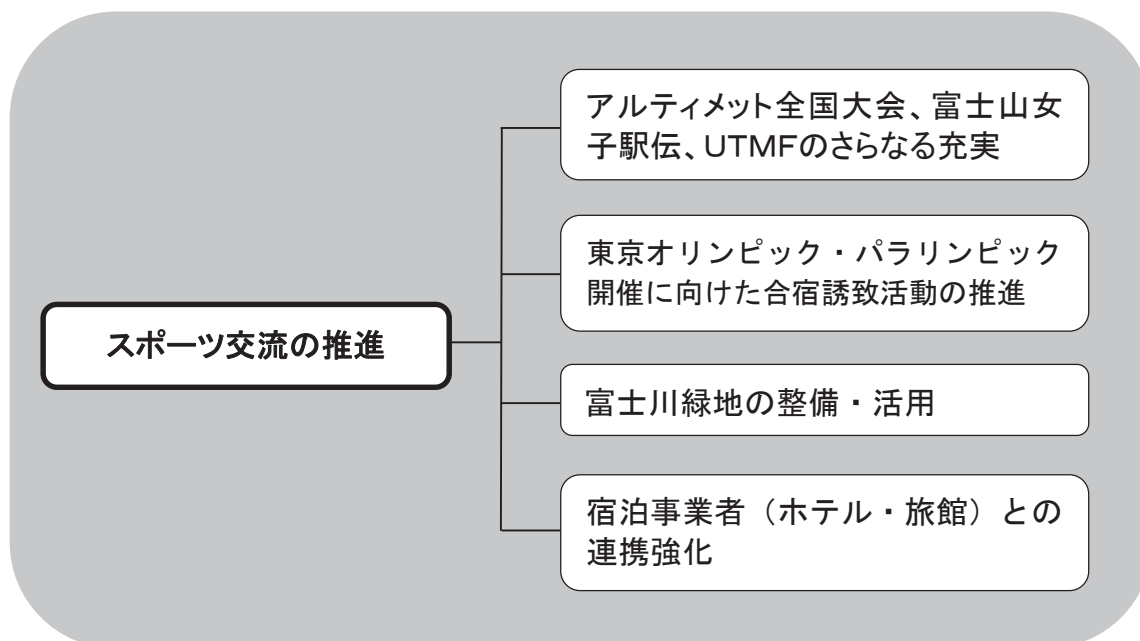 アルティメット全国大会、富士山女
子駅伝、UTMFのさらなる充実
東京オリンピック・パラリンピック
開催に向けた合宿誘致活動の推進
スポーツ交流の推進
富士川緑地の整備・活用
宿泊事業者（ホテル・旅館）との
連携強化